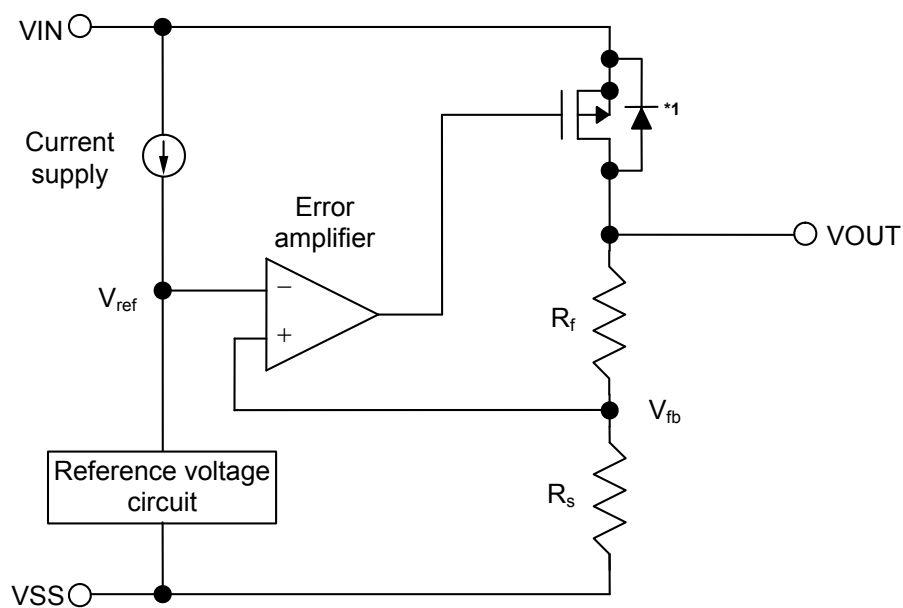 VIN
*1
Current
supply
Error
amplifier
VOUT
Vref
−
+
Rf
Vfb
Reference voltage
circuit
Rs
VSS